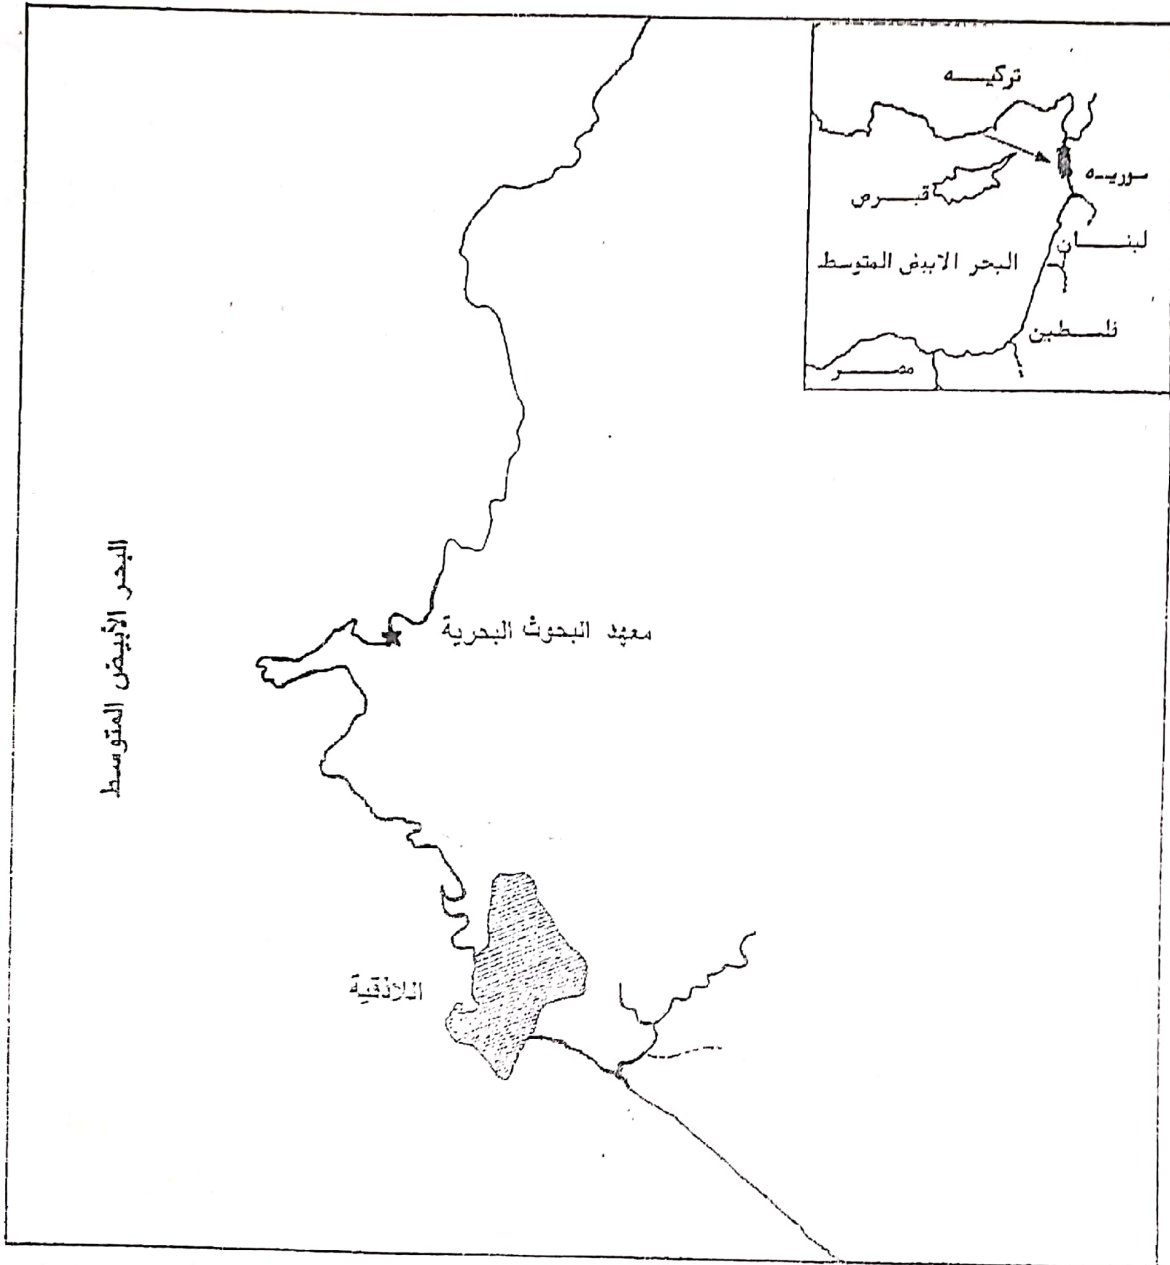 تركيه
سوريه
قبرص
لبنان
البحر الابيض المتوسط
فلسطين
مصر
البحر الأبيض المتوسط
معهد البحوث البحرية
اللاذقية